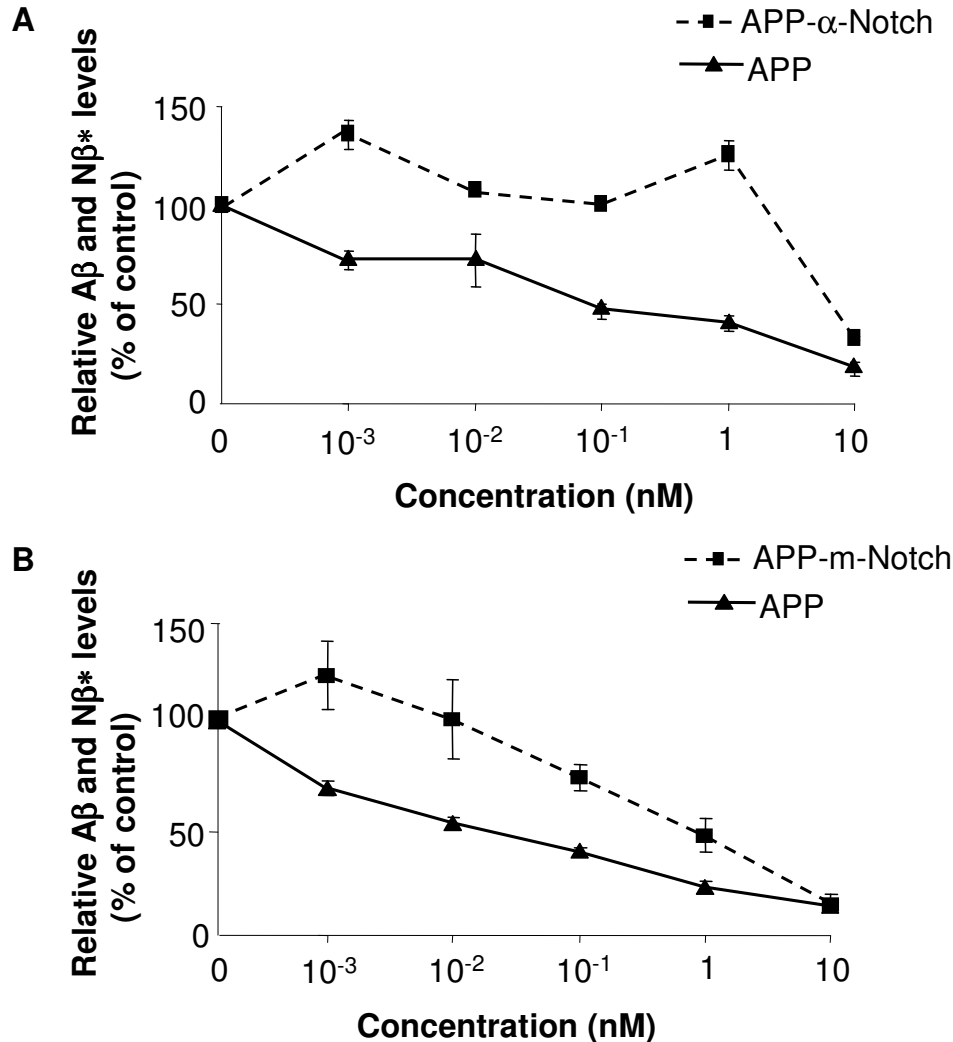 A
APP-α-Notch
APP
Relative Aβ and Nβ* levels
(% of control)
150
100
50
0
0 10⁻³ 10⁻² 10⁻¹ 1 10
Concentration (nM)
B
APP-m-Notch
APP
Relative Aβ and Nβ* levels
(% of control)
150
100
50
0
0 10⁻³ 10⁻² 10⁻¹ 1 10
Concentration (nM)